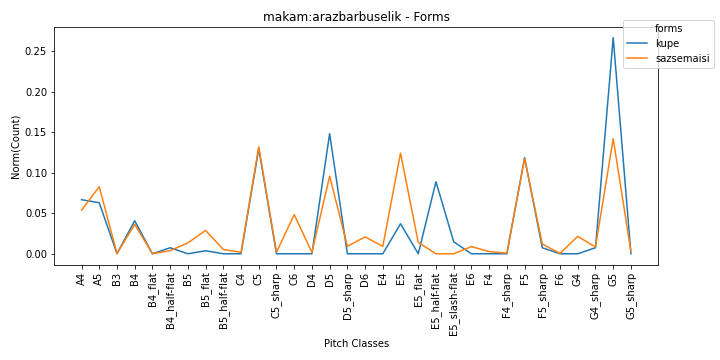 makam:arazbarbuselik - Forms
forms
kupe
sazsemaisi
Norm(Count)
0.25
0.20
0.15
0.10
0.05
0.00
A4
A5
B3
B4
B4_flat
B4_half-flat
B5
B5_flat
B5_half-flat
C4
C5
C5_sharp
C6
D4
D5
D5_sharp
D6
E4
E5
E5_flat
E5_half-flat
E5_slash-flat
E6
F4
F4_sharp
F5
F5_sharp
F6
G4
G4_sharp
G5
G5_sharp
Pitch Classes